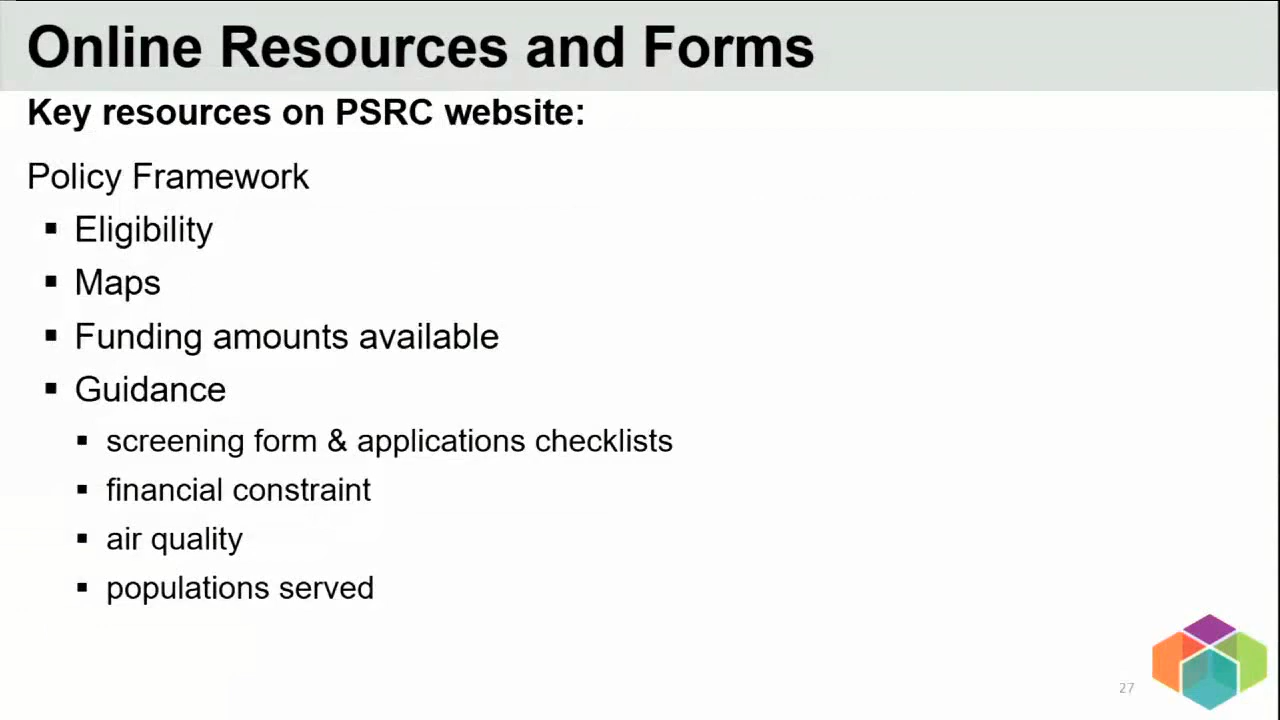 Online Resources and Forms
Key resources on PSRC website:
Policy Framework
▪ Eligibility
▪ Maps
▪ Funding amounts available
▪ Guidance
▪ screening form & applications checklists
▪ financial constraint
▪ air quality
▪ populations served
27